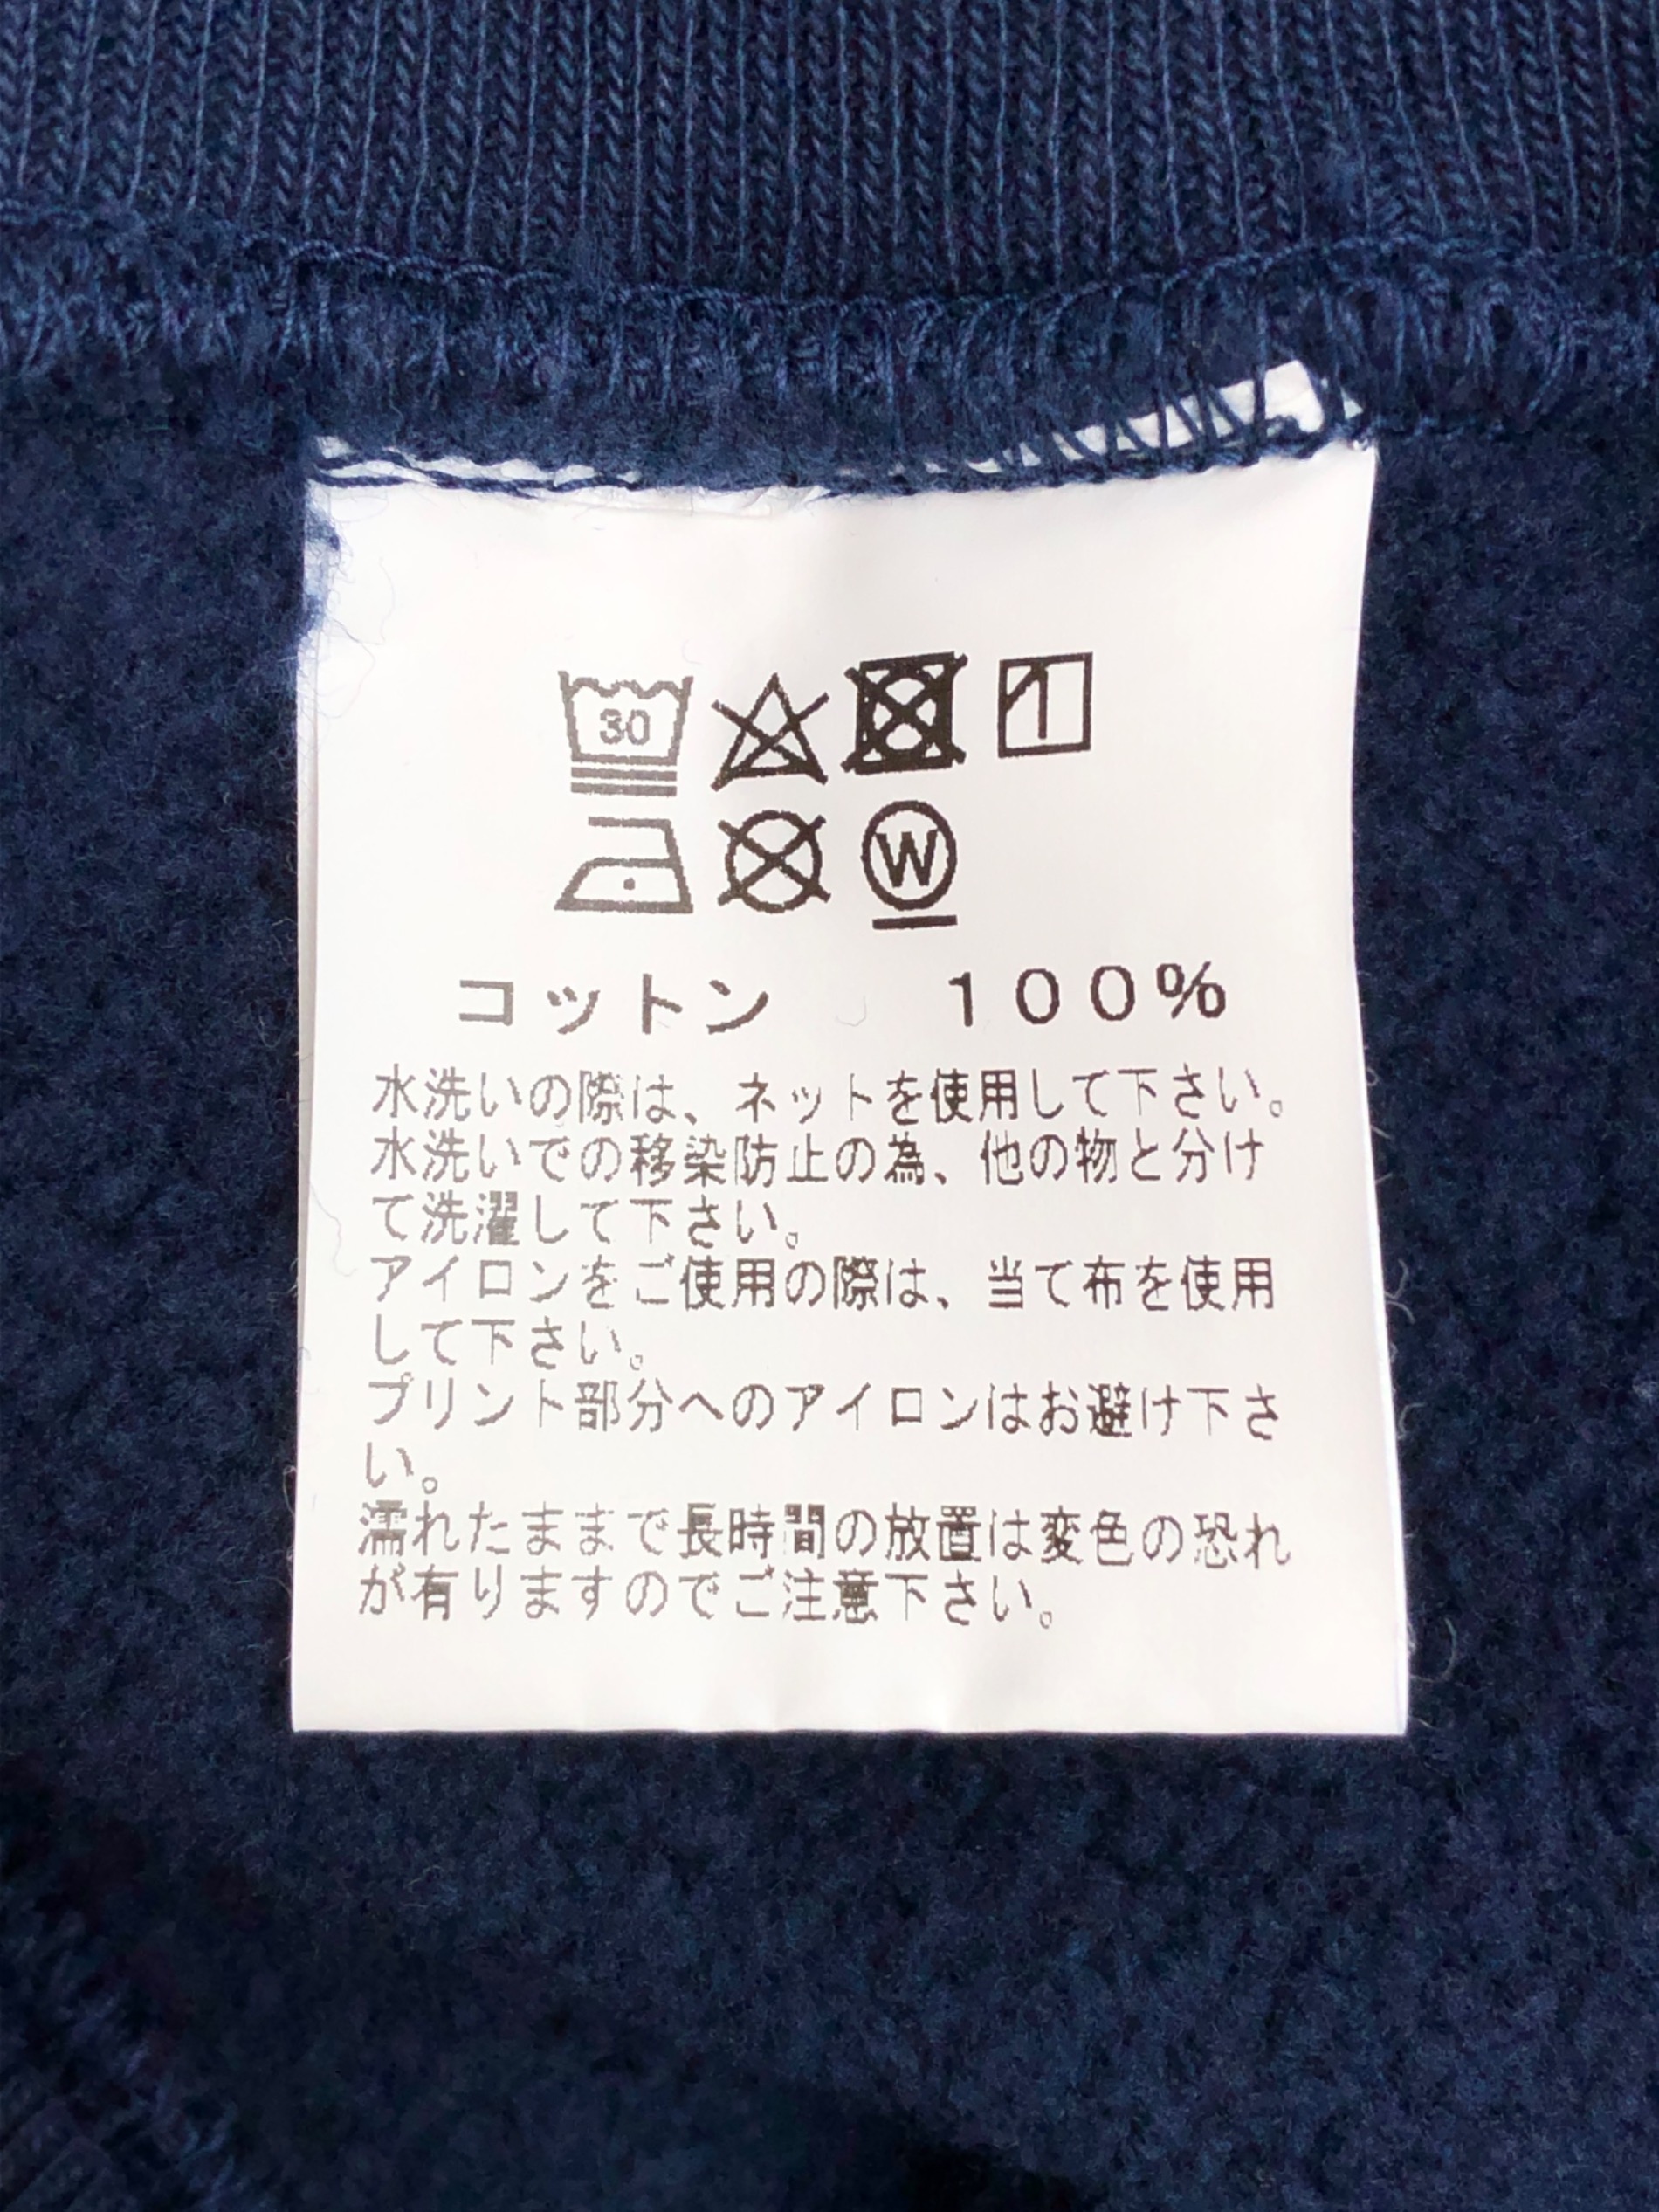 30
W
コットン　100%
水洗いの際は、ネットを使用して下さい。
水洗いでの移染防止の為、他の物と分け
て洗濯して下さい。
アイロンをご使用の際は、当て布を使用
して下さい。
プリント部分へのアイロンはお避け下さ
い。
濡れたままで長時間の放置は変色の恐れ
が有りますのでご注意下さい。